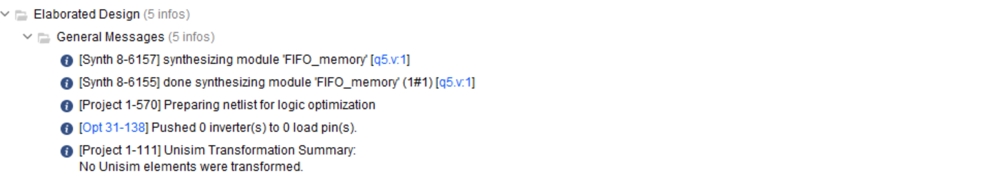 Elaborated Design (5 infos)
General Messages (5 infos)
[Synth 8-6157] synthesizing module 'FIFO_memory' [q5.v:1]
[Synth 8-6155] done synthesizing module 'FIFO_memory' (1#1) [q5.v:1]
[Project 1-570] Preparing netlist for logic optimization
[Opt 31-138] Pushed 0 inverter(s) to 0 load pin(s).
[Project 1-111] Unisim Transformation Summary:
No Unisim elements were transformed.